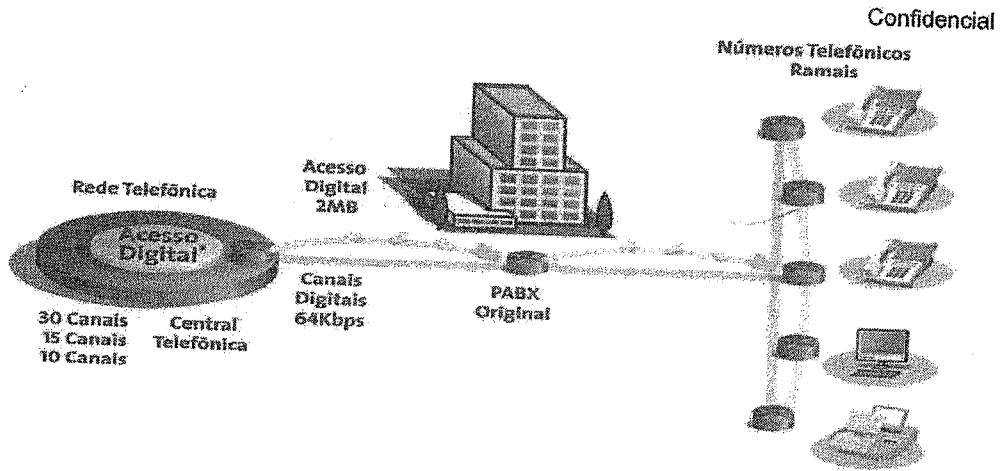 Confidencial
Números Telefônicos
Ramais
Acesso
Digital
2MB
Rede Telefônica
Acesso
Digital*
Canais
Digitais
64Kbps
PABX
Original
30 Canais
15 Canais
10 Canais
Central
Telefônica